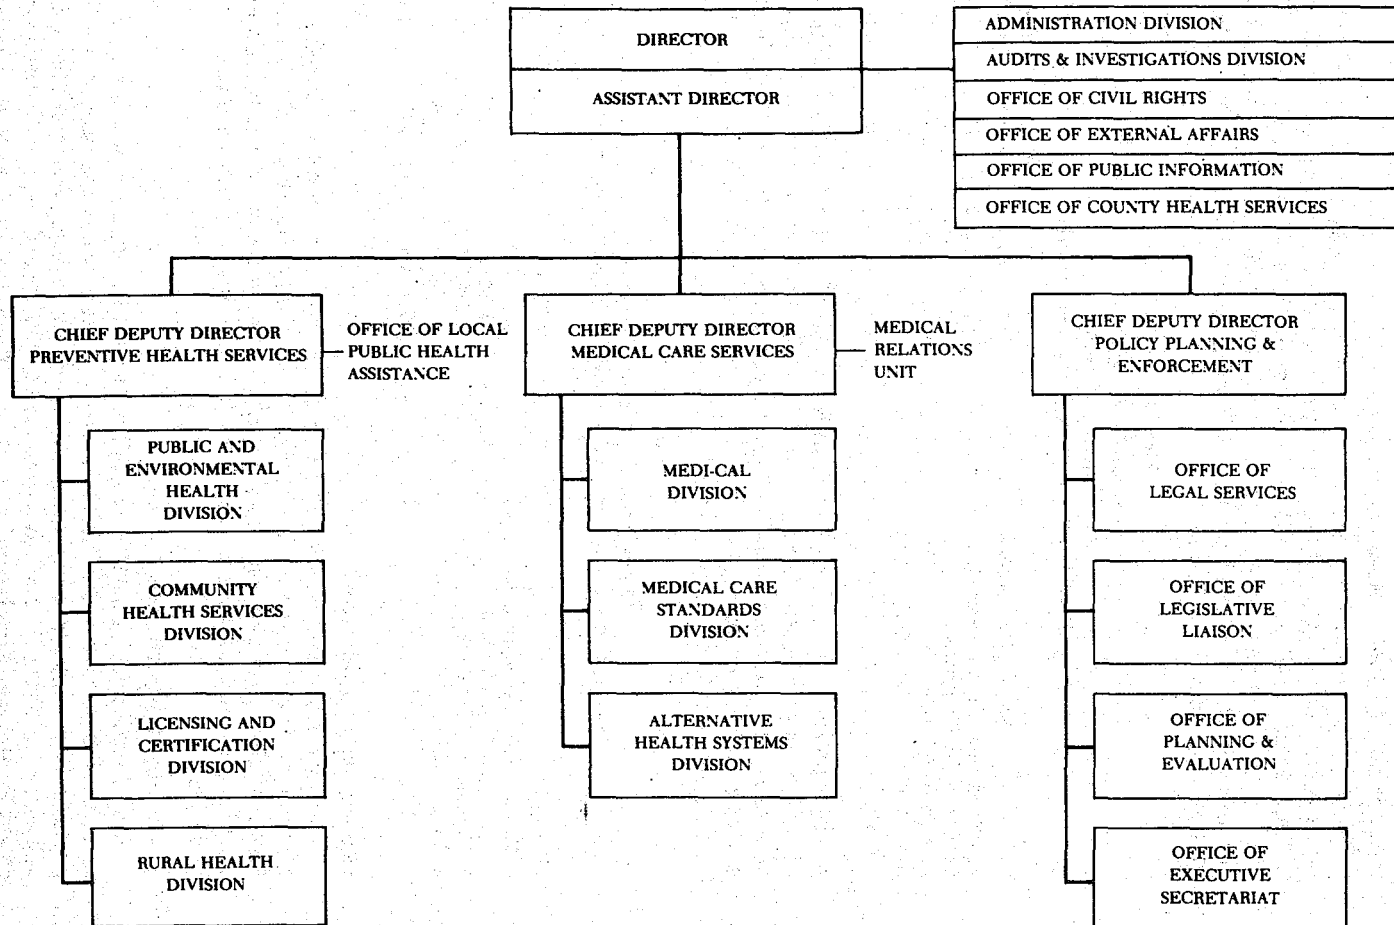 DIRECTOR
ASSISTANT DIRECTOR
ADMINISTRATION DIVISION
AUDITS & INVESTIGATIONS DIVISION
OFFICE OF CIVIL RIGHTS
OFFICE OF EXTERNAL AFFAIRS
OFFICE OF PUBLIC INFORMATION
OFFICE OF COUNTY HEALTH SERVICES
CHIEF DEPUTY DIRECTOR
PREVENTIVE HEALTH SERVICES
OFFICE OF LOCAL
PUBLIC HEALTH
ASSISTANCE
CHIEF DEPUTY DIRECTOR
MEDICAL CARE SERVICES
MEDICAL
RELATIONS
UNIT
CHIEF DEPUTY DIRECTOR
POLICY PLANNING &
ENFORCEMENT
PUBLIC AND
ENVIRONMENTAL
HEALTH
DIVISION
COMMUNITY
HEALTH SERVICES
DIVISION
LICENSING AND
CERTIFICATION
DIVISION
RURAL HEALTH
DIVISION
MEDI-CAL
DIVISION
MEDICAL CARE
STANDARDS
DIVISION
ALTERNATIVE
HEALTH SYSTEMS
DIVISION
OFFICE OF
LEGAL SERVICES
OFFICE OF
LEGISLATIVE
LIAISON
OFFICE OF
PLANNING &
EVALUATION
OFFICE OF
EXECUTIVE
SECRETARIAT